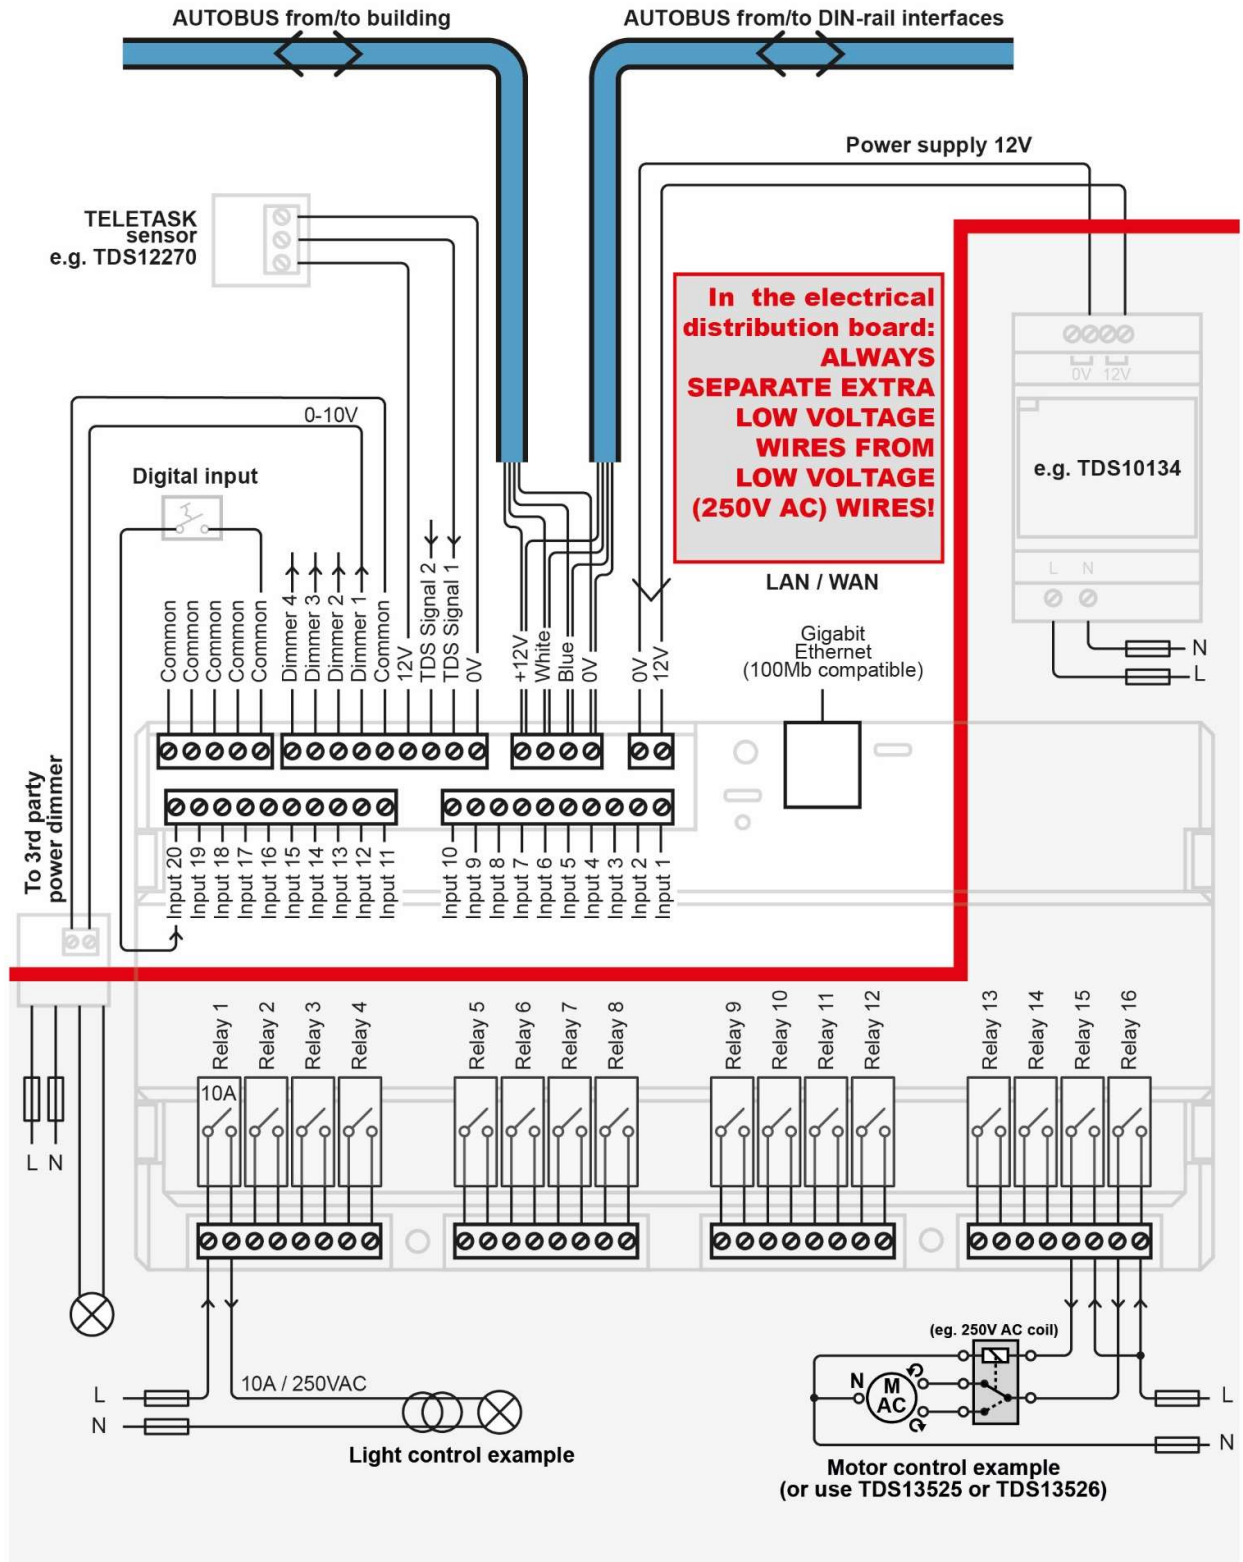 AUTOBUS from/to building
AUTOBUS from/to DIN-rail interfaces
Power supply 12V
TELETASK
sensor
e.g. TDS12270
In the electrical
distribution board:
ALWAYS
SEPARATE EXTRA
LOW VOLTAGE
WIRES FROM
LOW VOLTAGE
(250V AC) WIRES!
0V 12V
e.g. TDS10134
L N
N
L
0-10V
Digital input
LAN / WAN
Gigabit
Ethernet
(100Mb compatible)
Common
Common
Common
Common
Common
Dimmer 4
Dimmer 3
Dimmer 2
Dimmer 1
Common
12V
TDS Signal 2
TDS Signal 1
0V
+12V
White
Blue
0V
0V
12V
To 3rd party
power dimmer
Input 20
Input 19
Input 18
Input 17
Input 16
Input 15
Input 14
Input 13
Input 12
Input 11
Input 10
Input 9
Input 8
Input 7
Input 6
Input 5
Input 4
Input 3
Input 2
Input 1
Relay 1
Relay 2
Relay 3
Relay 4
Relay 5
Relay 6
Relay 7
Relay 8
Relay 9
Relay 10
Relay 11
Relay 12
Relay 13
Relay 14
Relay 15
Relay 16
10A
L N
(eg. 250V AC coil)
L
N
10A / 250VAC
Light control example
N
M
AC
L
N
Motor control example
(or use TDS13525 or TDS13526)